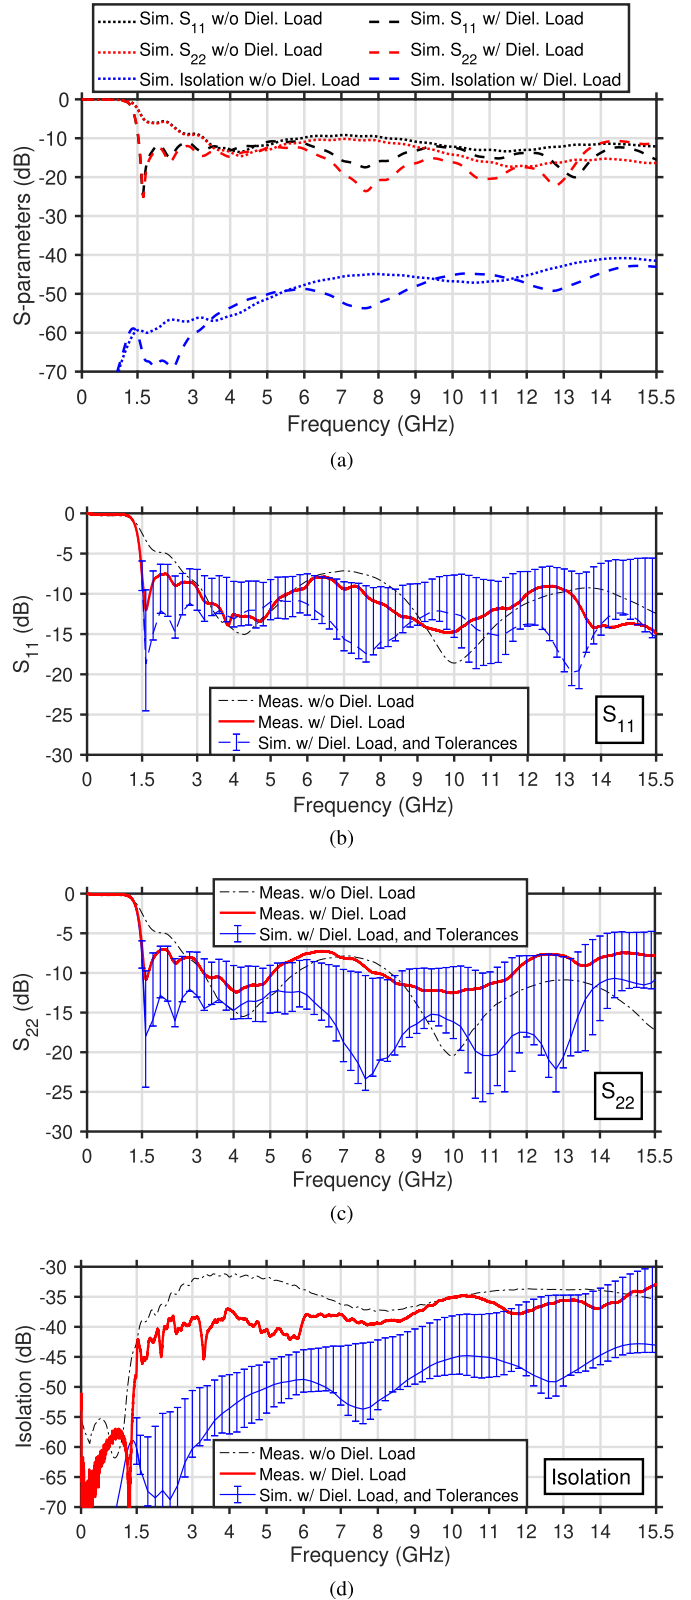 Sim. S11 w/o Diel. Load
Sim. S11 w/ Diel. Load
Sim. S22 w/o Diel. Load
Sim. S22 w/ Diel. Load
Sim. Isolation w/o Diel. Load
Sim. Isolation w/ Diel. Load
S-parameters (dB)
0
-10
-20
-30
-40
-50
-60
-70
0 1.5 3 4 5 6 7 8 9 10 11 12 13 14 15.5
Frequency (GHz)
(a)
S11 (dB)
0
-5
-10
-15
-20
-25
-30
Meas. w/o Diel. Load
Meas. w/ Diel. Load
Sim. w/ Diel. Load, and Tolerances
S11
0 1.5 3 4 5 6 7 8 9 10 11 12 13 14 15.5
Frequency (GHz)
(b)
S22 (dB)
0
-5
-10
-15
-20
-25
-30
Meas. w/o Diel. Load
Meas. w/ Diel. Load
Sim. w/ Diel. Load, and Tolerances
S22
0 1.5 3 4 5 6 7 8 9 10 11 12 13 14 15.5
Frequency (GHz)
(c)
Isolation (dB)
-30
-35
-40
-45
-50
-55
-60
-65
-70
Meas. w/o Diel. Load
Meas. w/ Diel. Load
Sim. w/ Diel. Load, and Tolerances
Isolation
0 1.5 3 4 5 6 7 8 9 10 11 12 13 14 15.5
Frequency (GHz)
(d)